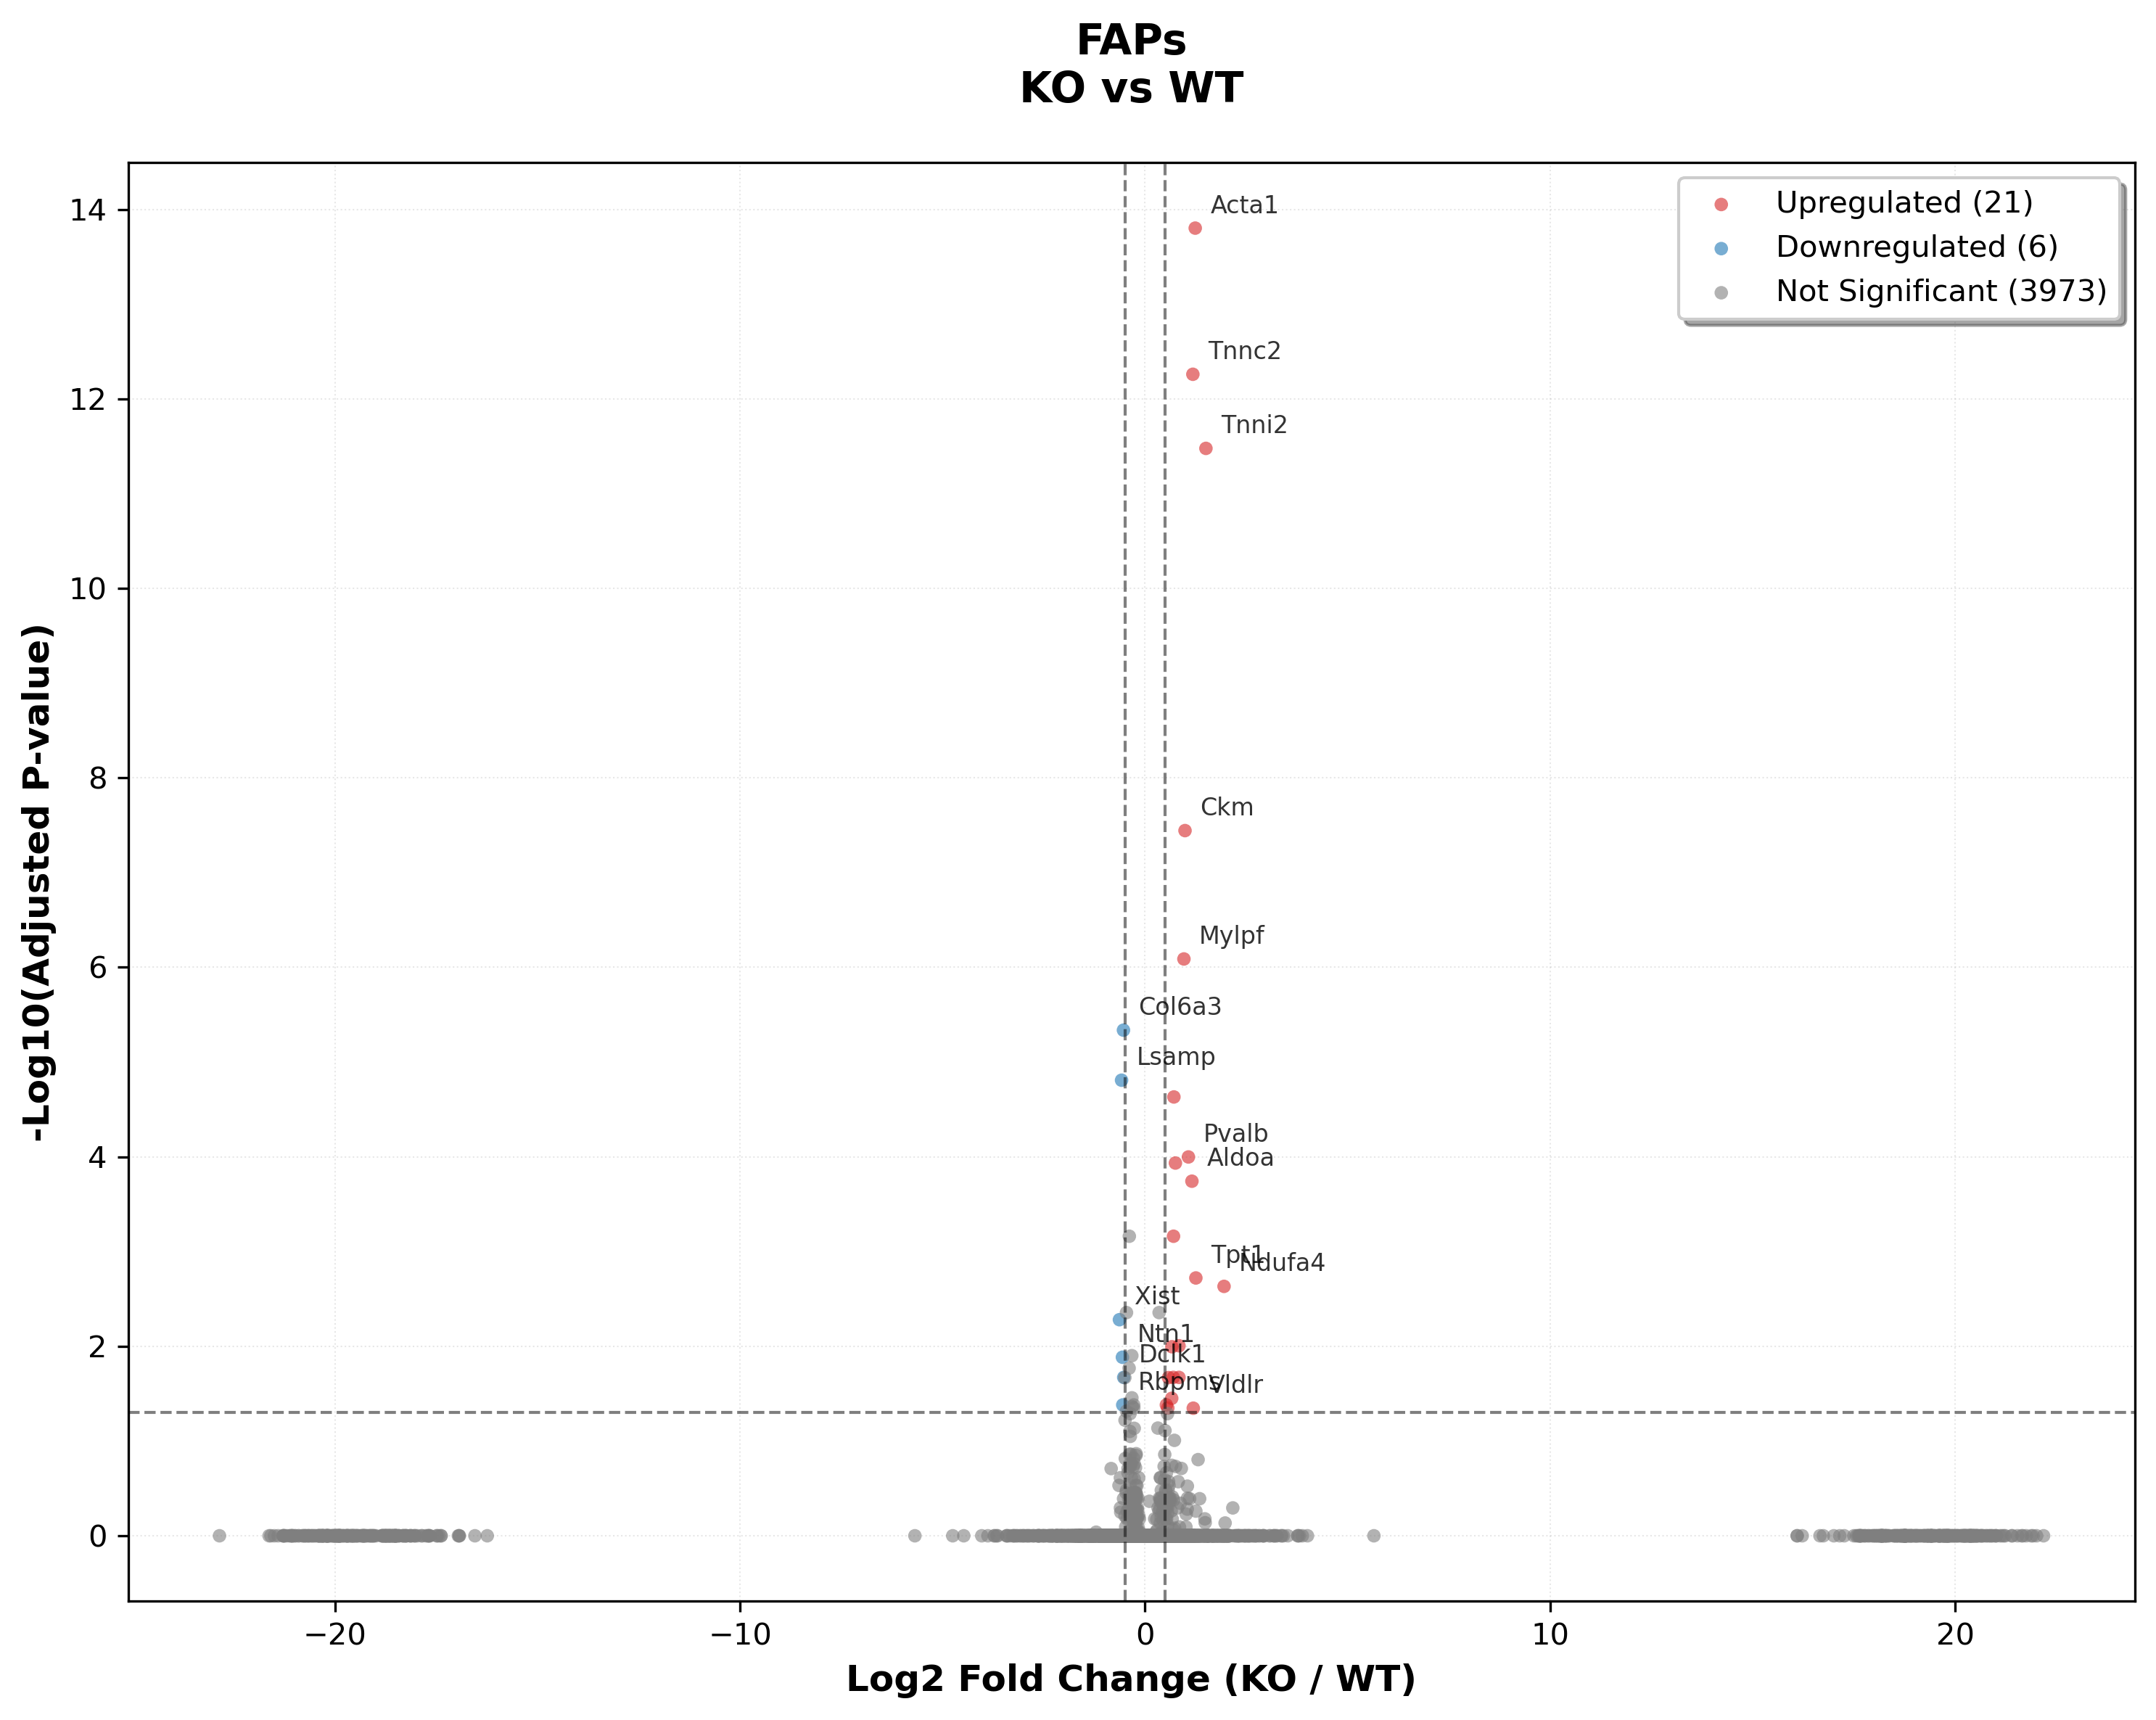 FAPs
KO vs WT
Upregulated (21)
Downregulated (6)
Not Significant (3973)
-Log10(Adjusted P-value)
14
12
10
8
6
4
2
0
Acta1
Tnnc2
Tnni2
Ckm
Mylpf
Col6a3
Lsamp
Pvalb
Aldoa
Tpt1
Ndufa4
Xist
Ntn1
Dclk1
Rbpms
Vldlr
−20
−10
0
10
20
Log2 Fold Change (KO / WT)